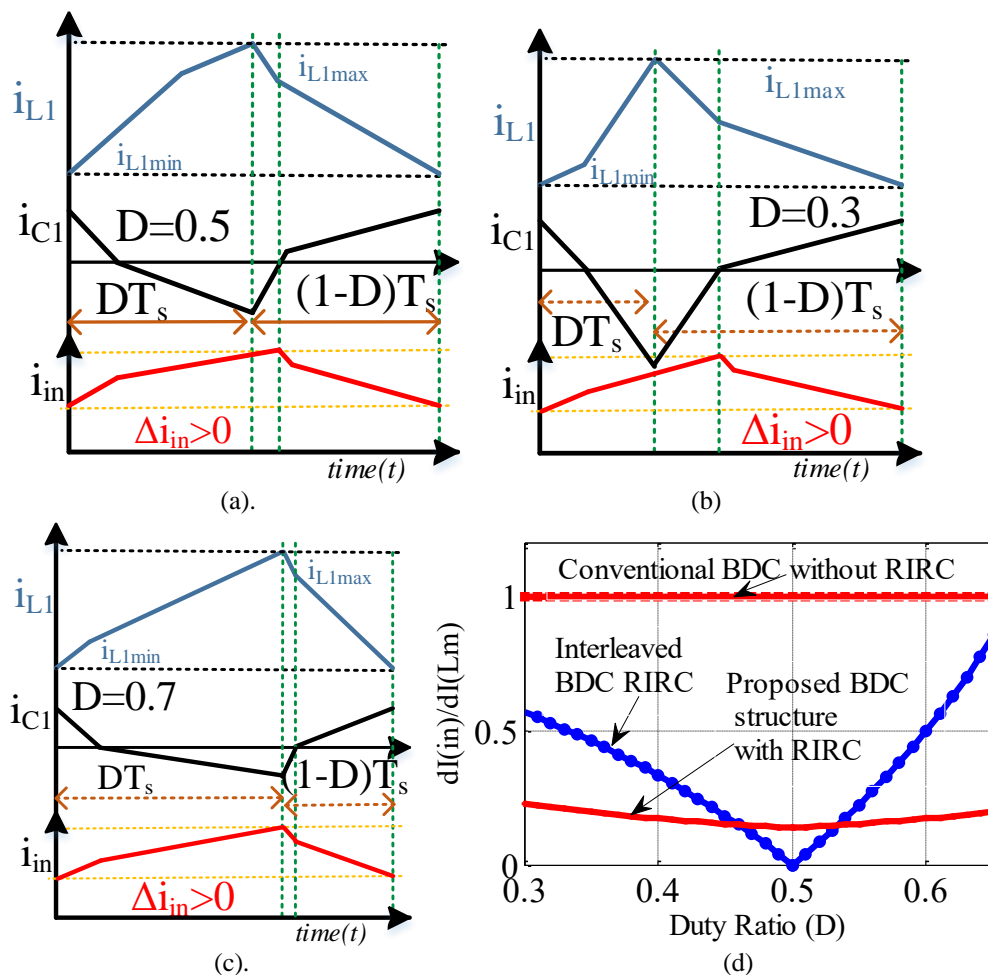 i_L1
i_L1max
i_L1min
i_C1
D=0.5
DT_s
(1-D)T_s
i_in
Δi_in>0
time(t)
(a).
i_L1
i_L1max
i_L1min
i_C1
D=0.3
DT_s
(1-D)T_s
i_in
Δi_in>0
time(t)
(b)
i_L1
i_L1max
i_L1min
i_C1
D=0.7
DT_s
(1-D)T_s
i_in
Δi_in>0
time(t)
(c).
dI(in)/dI(Lm)
1
0.5
0
Conventional BDC without RIRC
Interleaved
BDC RIRC
Proposed BDC
structure
with RIRC
0.3
0.4
0.5
0.6
Duty Ratio (D)
(d)